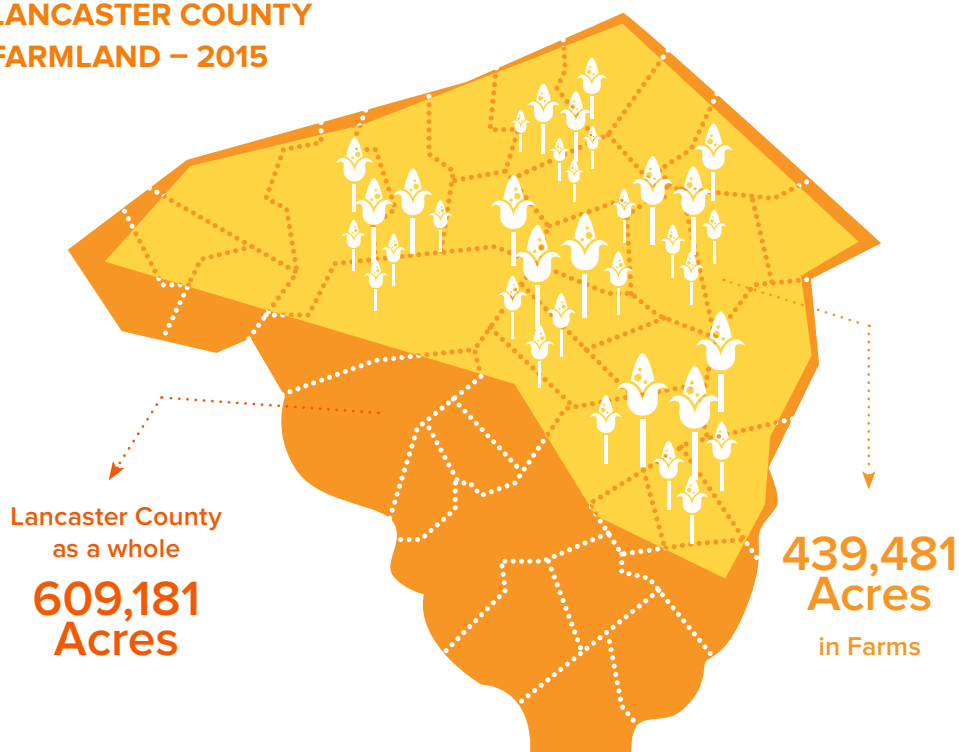 LANCASTER COUNTY
FARMLAND – 2015
Lancaster County
as a whole
609,181
Acres
439,481
Acres
in Farms